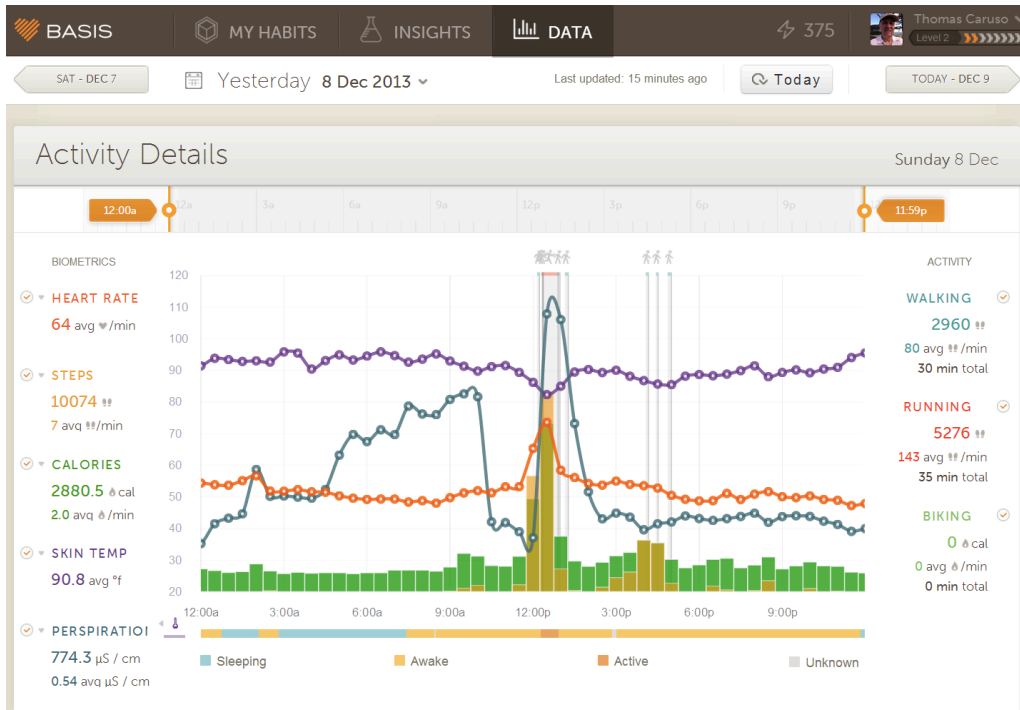 BASIS
MY HABITS
INSIGHTS
DATA
375
Thomas Caruso
Level 2
SAT - DEC 7
Yesterday 8 Dec 2013
Last updated: 15 minutes ago
Today
TODAY - DEC 9
Activity Details
Sunday 8 Dec
12:00a
12a 3a 6a 9a 12p 3p 6p 9p
11:59p
BIOMETRICS
HEART RATE
64 avg /min
STEPS
10074
7 avg /min
CALORIES
2880.5 cal
2.0 avg /min
SKIN TEMP
90.8 avg °f
PERSPIRATIO
774.3 µS / cm
0.54 avg µS / cm
120
110
100
90
80
70
60
50
40
30
20
12:00a 3:00a 6:00a 9:00a 12:00p 3:00p 6:00p 9:00p
Sleeping
Awake
Active
Unknown
ACTIVITY
WALKING
2960
80 avg /min
30 min total
RUNNING
5276
143 avg /min
35 min total
BIKING
0 cal
0 avg /min
0 min total